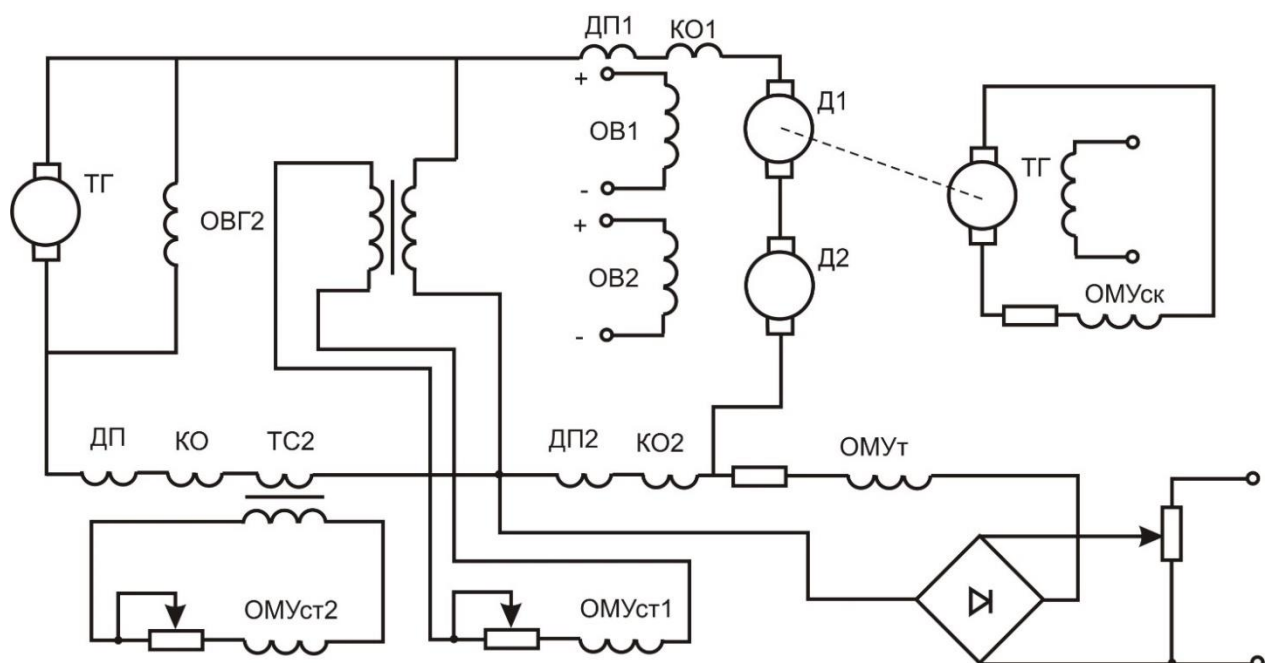 ДП1
КО1
+
ОВ1
-
Д1
ТГ
ОВГ2
ТГ
+
ОВ2
-
Д2
ОМУск
ДП
КО
ТС2
ДП2
КО2
ОМУт
ОМУст2
ОМУст1